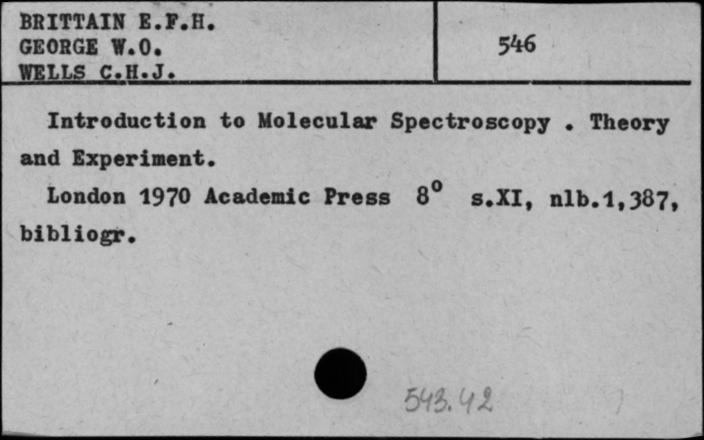 BRITTAIN E.F.H.
GEORGE W.O.
WELLS C.H.J.
546
Introduction to Molecular Spectroscopy . Theory
and Experiment.
London 1970 Academic Press 8° s.XI, nlb.1,387,
bibliogr.
543.42